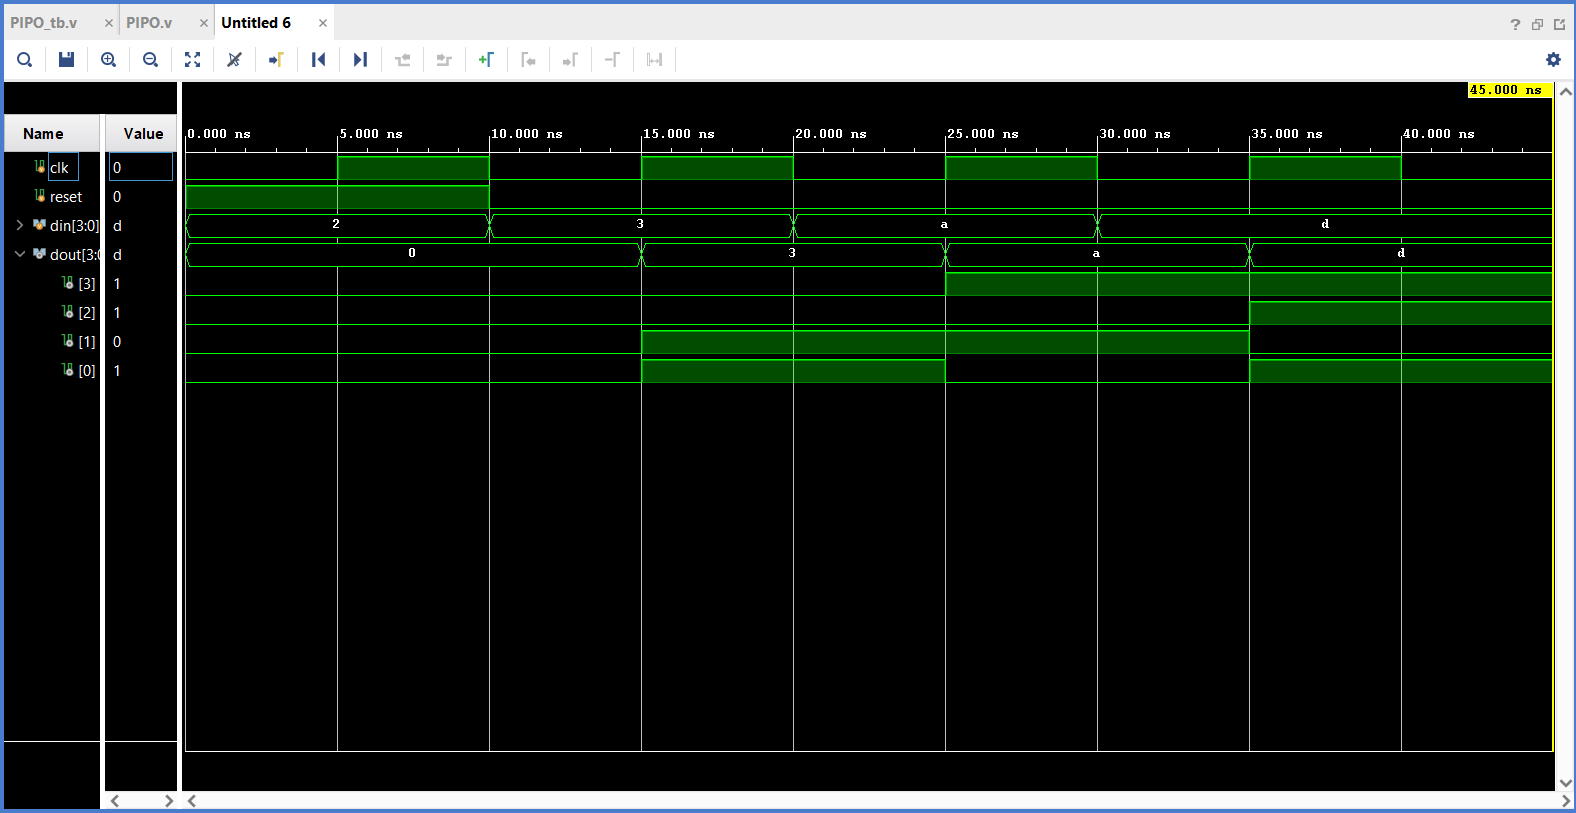 PIPO_tb.v × PIPO.v × Untitled 6 ×
?
45.000 ns
Name Value
0.000 ns 5.000 ns 10.000 ns 15.000 ns 20.000 ns 25.000 ns 30.000 ns 35.000 ns 40.000 ns
clk 0
reset 0
din[3:0] d 2 3 a d
dout[3:0 d 0 3 a d
[3] 1
[2] 1
[1] 0
[0] 1